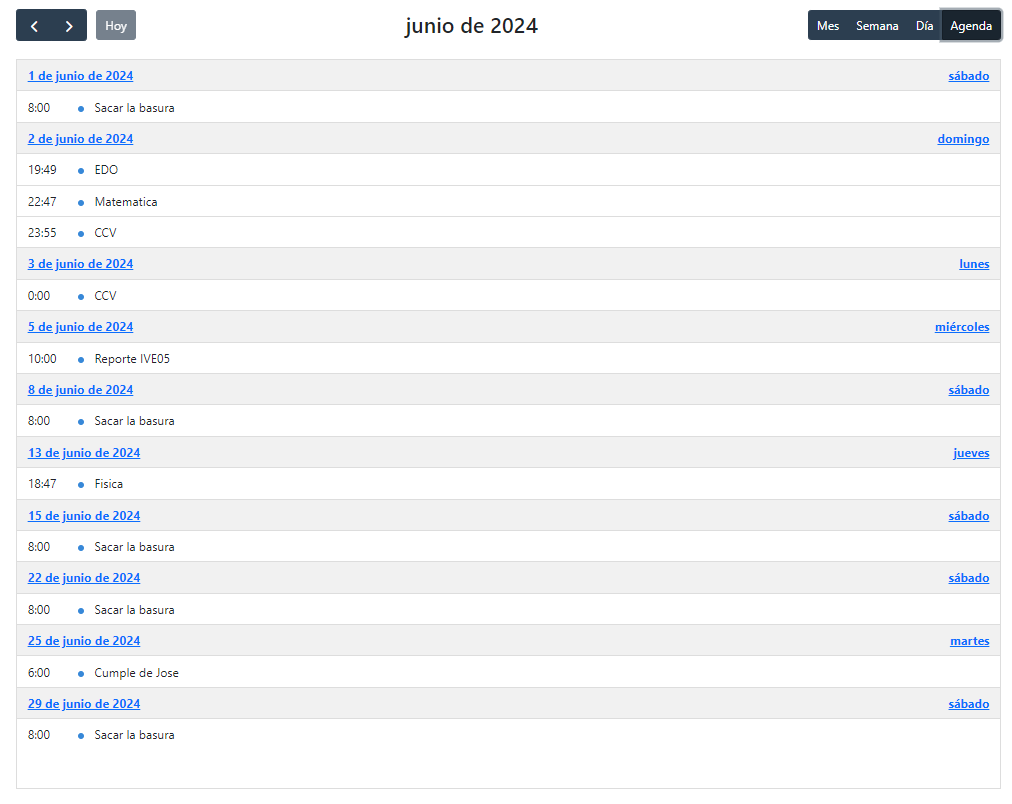 Hoy junio de 2024 Mes Semana Día Agenda
1 de junio de 2024 sábado
8:00 Sacar la basura
2 de junio de 2024 domingo
19:49 EDO
22:47 Matematica
23:55 CCV
3 de junio de 2024 lunes
0:00 CCV
5 de junio de 2024 miércoles
10:00 Reporte IVE05
8 de junio de 2024 sábado
8:00 Sacar la basura
13 de junio de 2024 jueves
18:47 Fisica
15 de junio de 2024 sábado
8:00 Sacar la basura
22 de junio de 2024 sábado
8:00 Sacar la basura
25 de junio de 2024 martes
6:00 Cumple de Jose
29 de junio de 2024 sábado
8:00 Sacar la basura